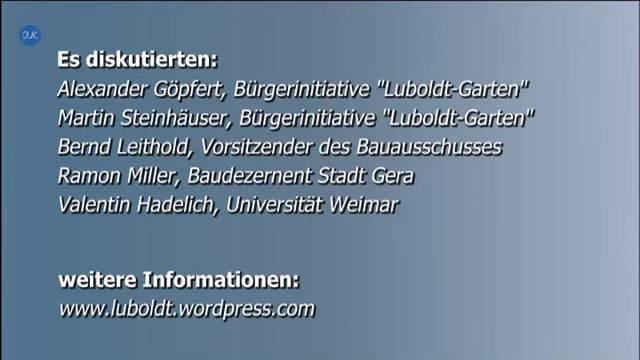 O.K.
Es diskutierten:
Alexander Göpfert, Bürgerinitiative "Luboldt-Garten"
Martin Steinhäuser, Bürgerinitiative "Luboldt-Garten"
Bernd Leithold, Vorsitzender des Bauausschusses
Ramon Miller, Baudezernent Stadt Gera
Valentin Hadelich, Universität Weimar
weitere Informationen:
www.luboldt.wordpress.com